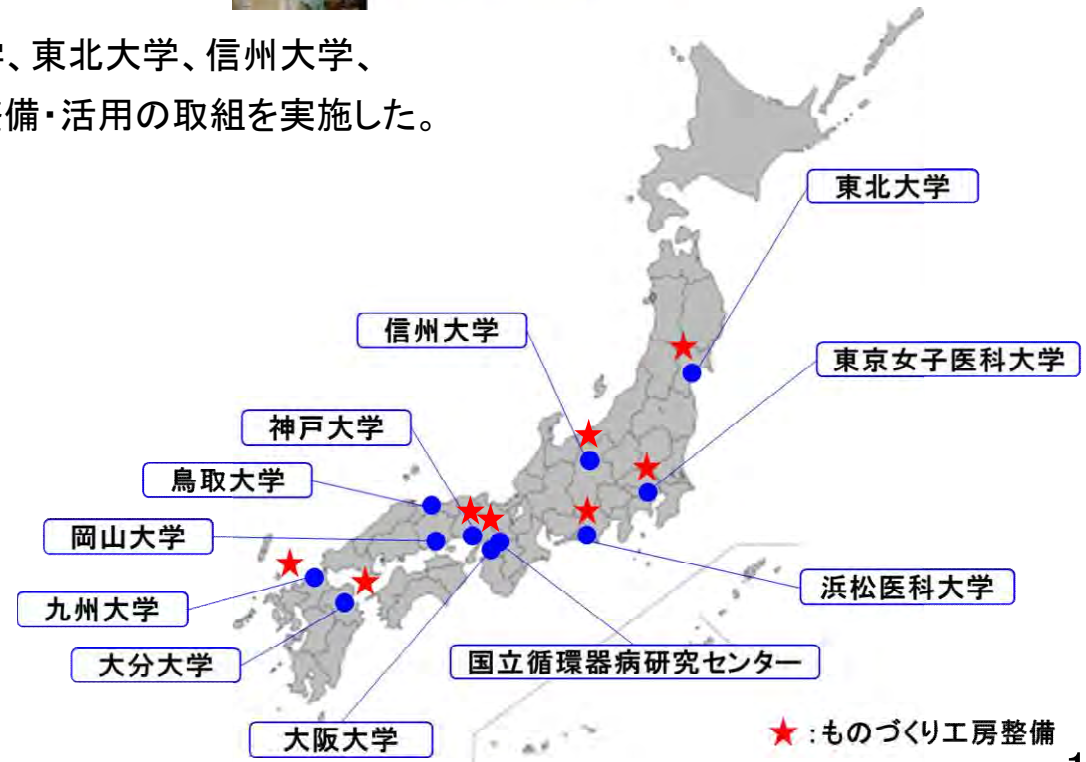 、東北大学、信州大学、
備・活用の取組を実施した。
東北大学
信州大学
東京女子医科大学
神戸大学
鳥取大学
岡山大学
浜松医科大学
九州大学
大分大学
国立循環器病研究センター
大阪大学
★:ものづくり工房整備